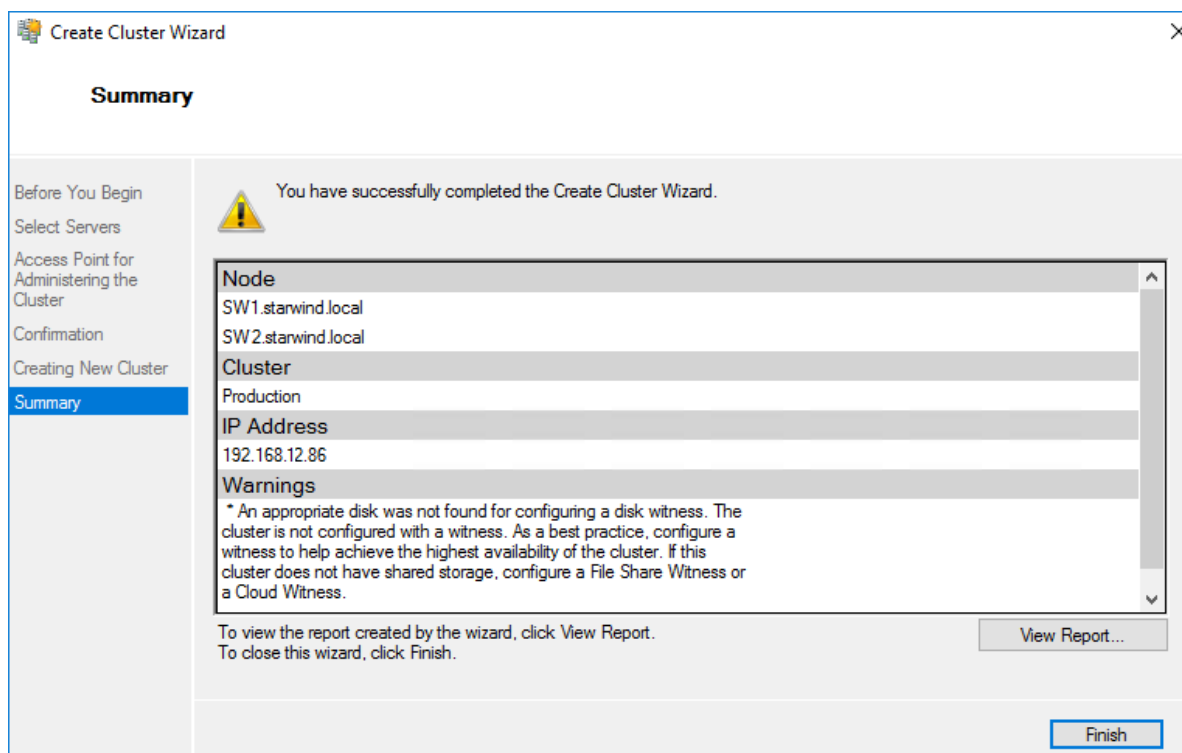 Create Cluster Wizard
Summary
Before You Begin
Select Servers
Access Point for
Administering the
Cluster
Confirmation
Creating New Cluster
Summary
You have successfully completed the Create Cluster Wizard.
Node
SW1.starwind.local
SW2.starwind.local
Cluster
Production
IP Address
192.168.12.86
Warnings
* An appropriate disk was not found for configuring a disk witness. The
cluster is not configured with a witness. As a best practice, configure a
witness to help achieve the highest availability of the cluster. If this
cluster does not have shared storage, configure a File Share Witness or
a Cloud Witness.
To view the report created by the wizard, click View Report.
To close this wizard, click Finish.
View Report...
Finish